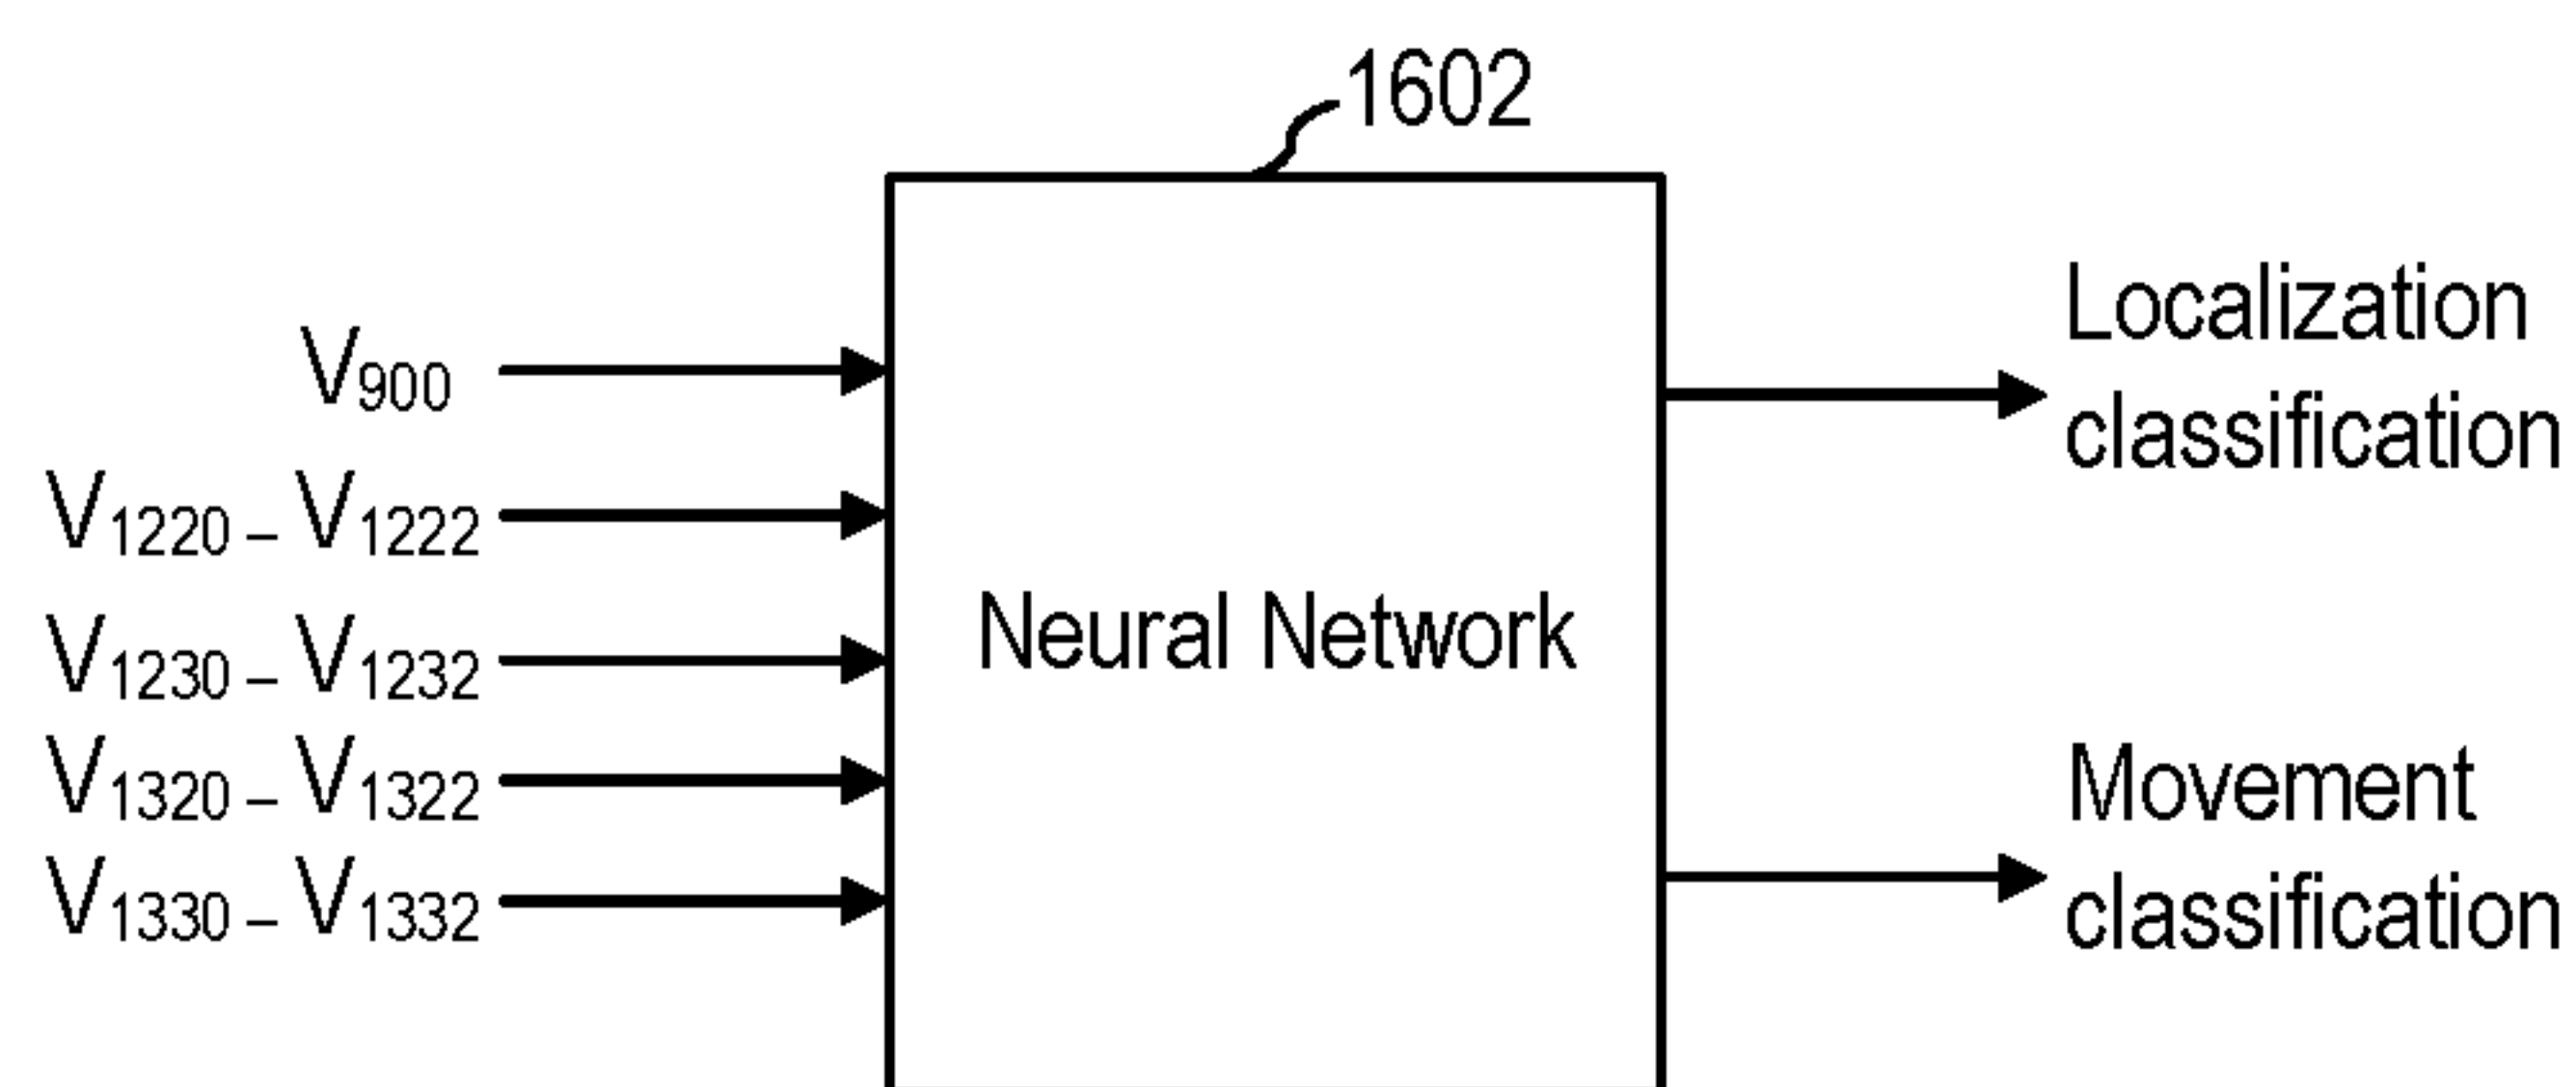 1602
V900
V1220 – V1222
V1230 – V1232
V1320 – V1322
V1330 – V1332
Neural Network
Localization
classification
Movement
classification